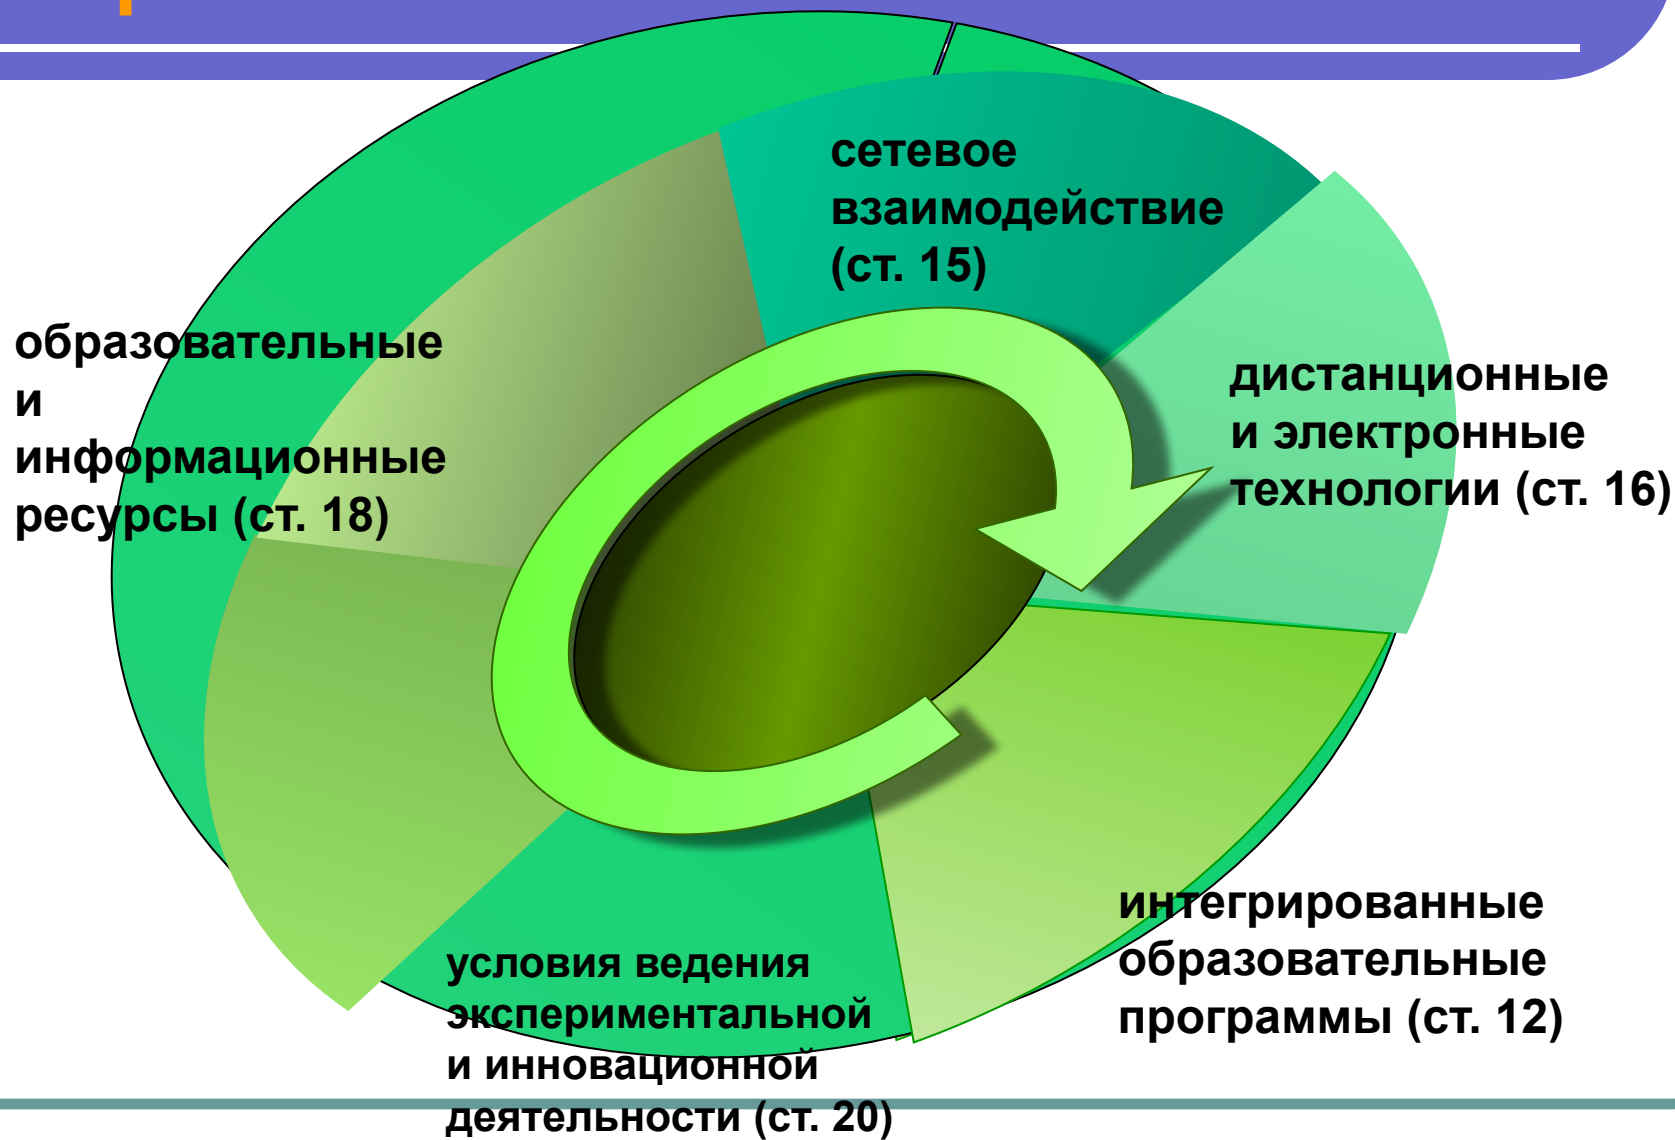 сетевое
взаимодействие
(ст. 15)
образовательные
и
информационные
ресурсы (ст. 18)
дистанционные
и электронные
технологии (ст. 16)
интегрированные
образовательные
программы (ст. 12)
условия ведения
экспериментальной
и инновационной
деятельности (ст. 20)